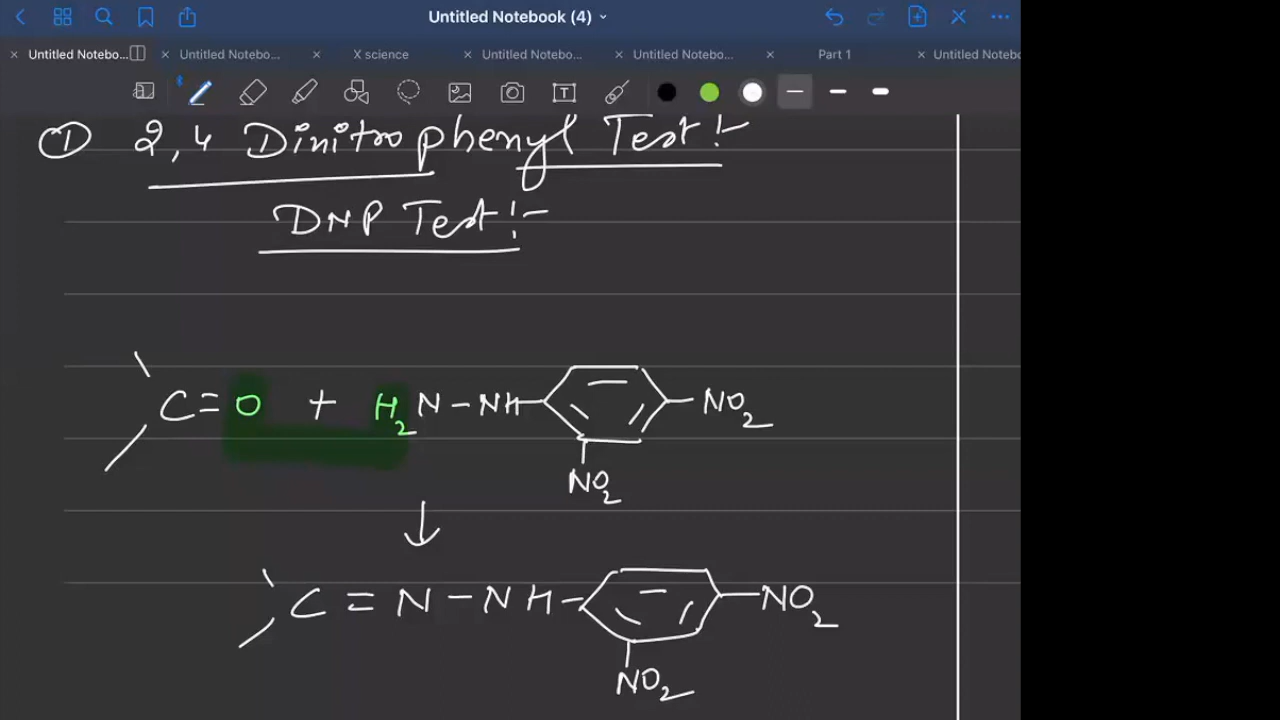 Untitled Notebook (4)
Untitled Notebo...
Untitled Notebo...
X science
Untitled Notebo...
Untitled Notebo...
Part 1
Untitled Notebo
① 2,4 Dinitrophenyl Test!-
DNP Test!-
C=O + H₂N-NH-NO₂
NO₂
↓
C=N-NH-NO₂
NO₂